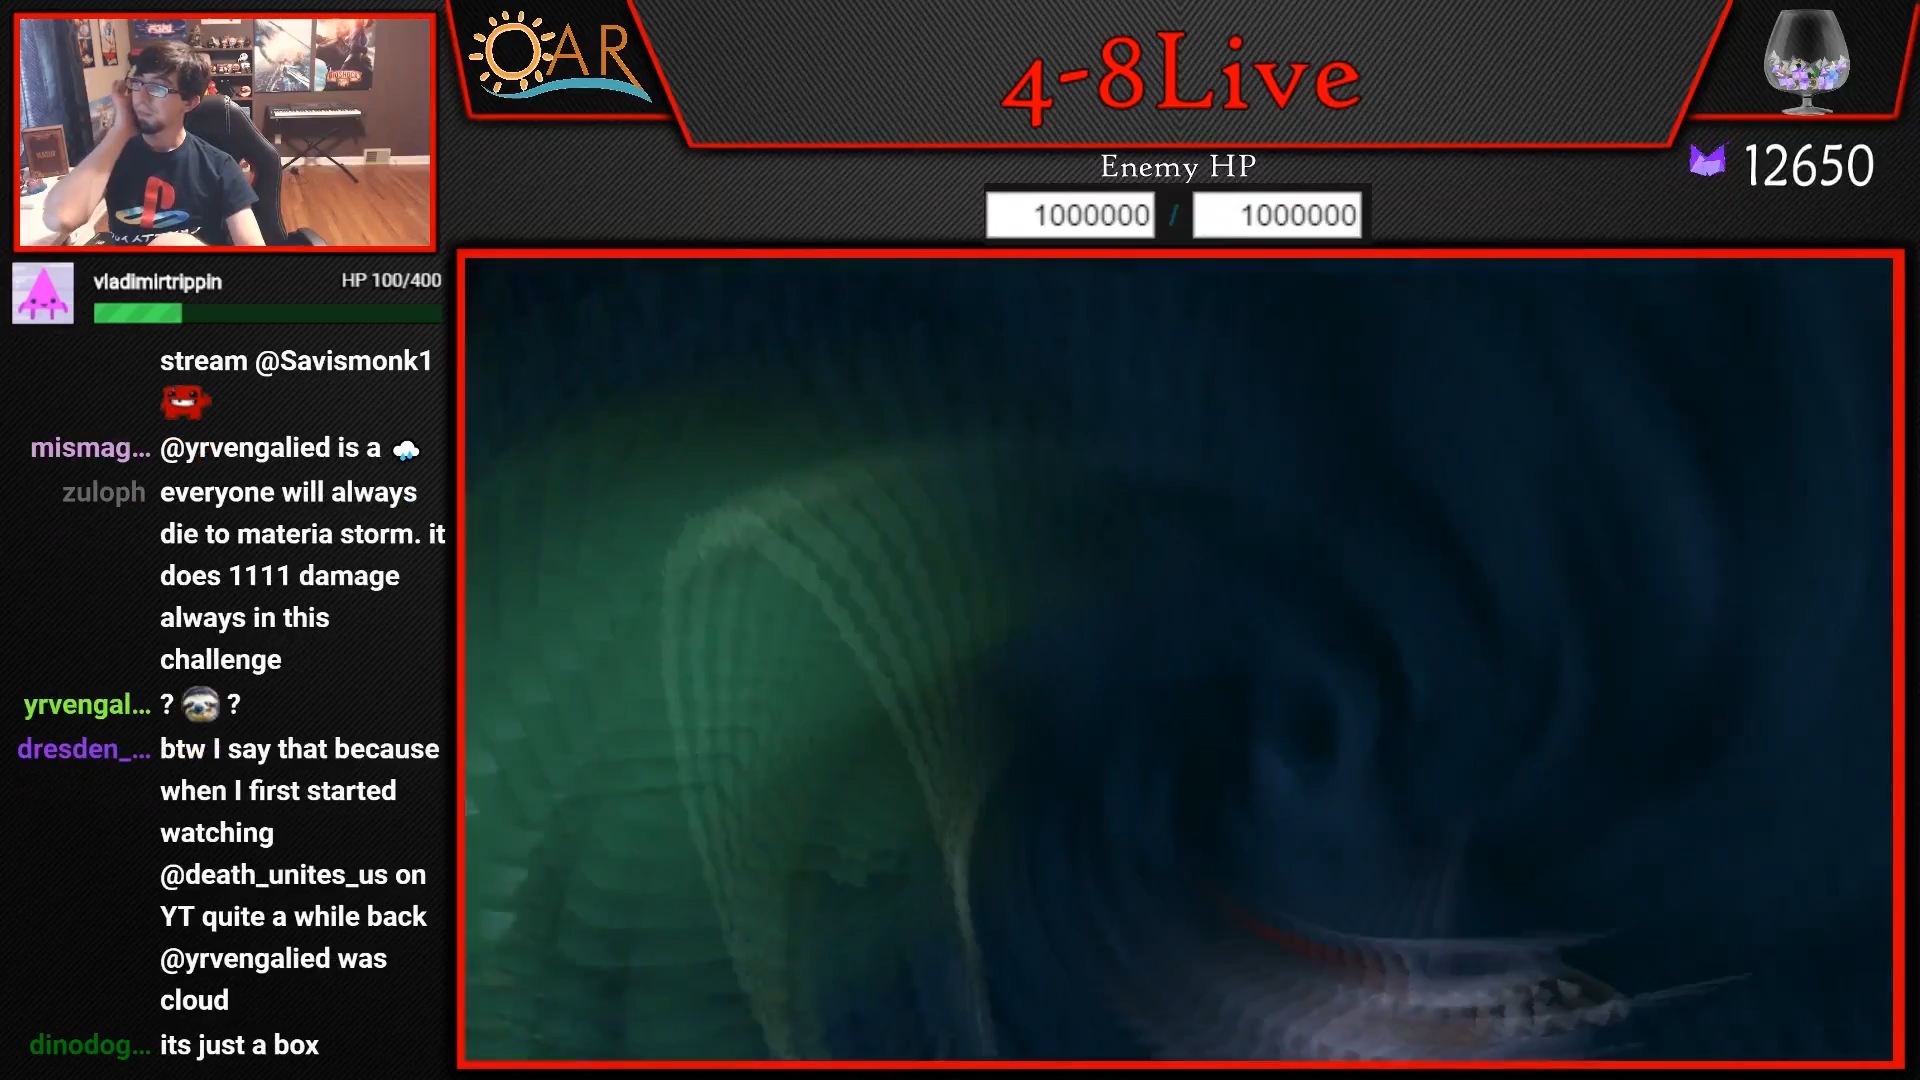 OAR
4-8Live
Enemy HP
1000000 / 1000000
12650
vladimirtrippin
HP 100/400
stream @Savismonk1
mismag... @yrvengalied is a
zuloph everyone will always
die to materia storm. it
does 1111 damage
always in this
challenge
yrvengal... ? ?
dresden_... btw I say that because
when I first started
watching
@death_unites_us on
YT quite a while back
@yrvengalied was
cloud
dinodog... its just a box